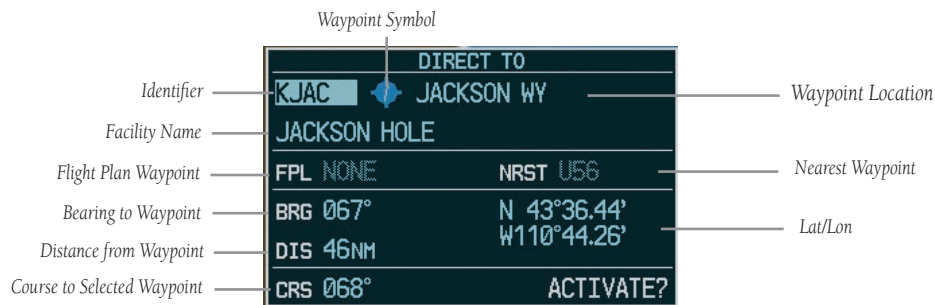 Waypoint Symbol
DIRECT TO
Identifier KJAC JACKSON WY Waypoint Location
Facility Name JACKSON HOLE
Flight Plan Waypoint FPL NONE NRST U56 Nearest Waypoint
Bearing to Waypoint BRG 067° N 43°36.44'
W110°44.26' Lat/Lon
Distance from Waypoint DIS 46NM
Course to Selected Waypoint CRS 068° ACTIVATE?